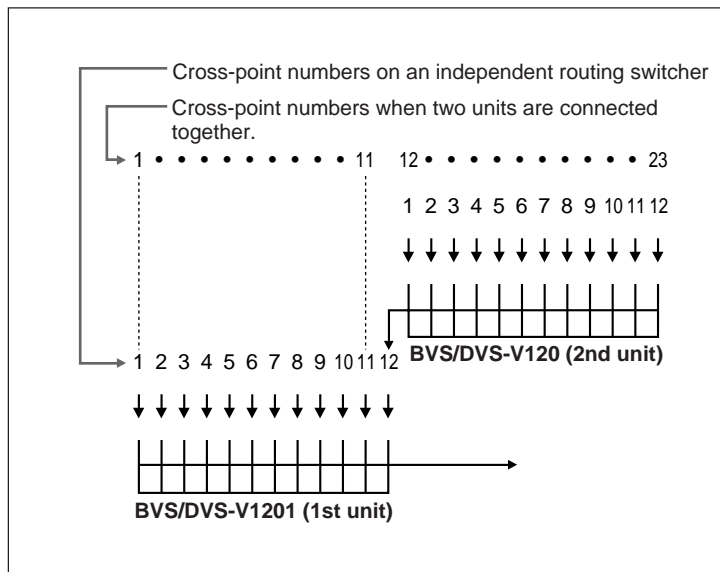 Cross-point numbers on an independent routing switcher
Cross-point numbers when two units are connected
together.
1 • • • • • • • • • 11 12 • • • • • • • • • • 23
1 2 3 4 5 6 7 8 9 10 11 12
BVS/DVS-V120 (2nd unit)
1 2 3 4 5 6 7 8 9 10 11 12
BVS/DVS-V1201 (1st unit)